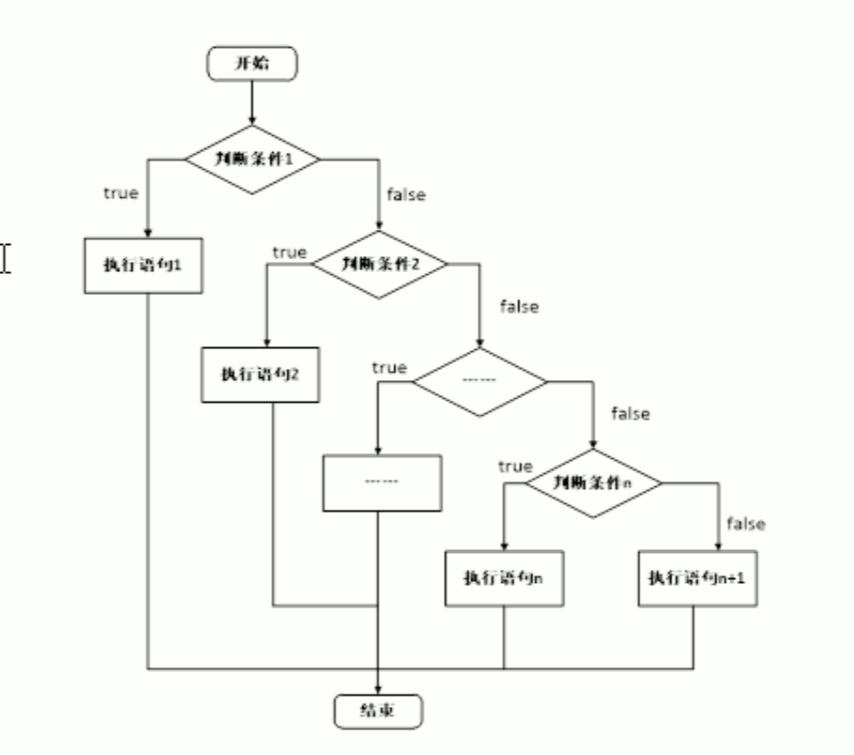 开始
判断条件1
true
false
执行语句1
true
判断条件2
false
执行语句2
true
------
false
------
true
判断条件n
false
执行语句n
执行语句n+1
结束